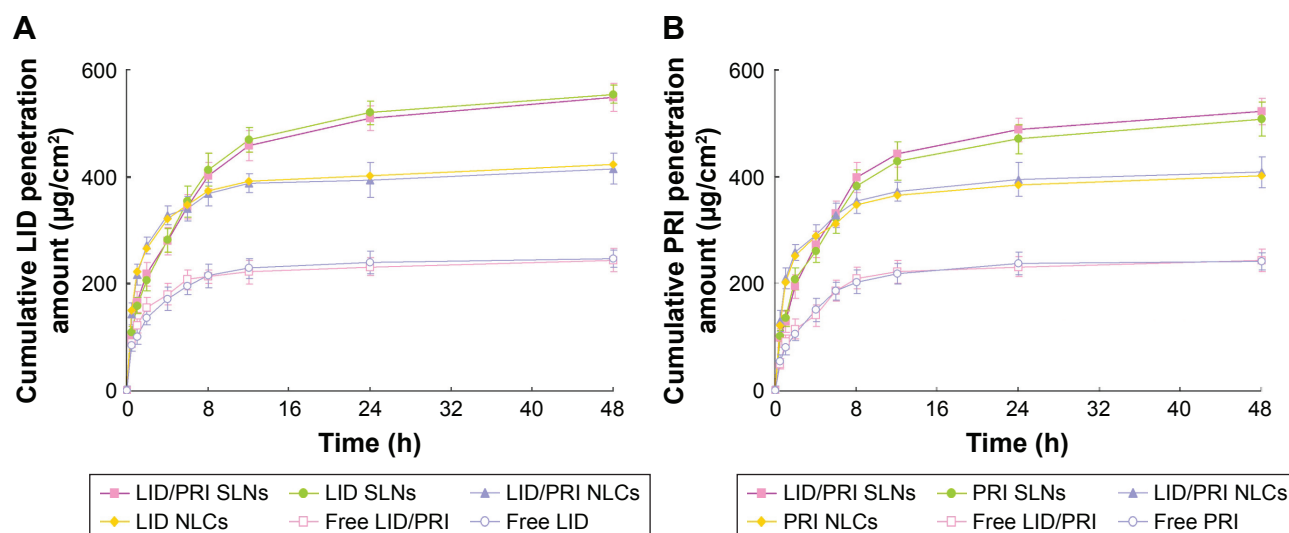 A
Cumulative LID penetration
amount (µg/cm²)
600
400
200
0
0 8 16 24 32 40 48
Time (h)
LID/PRI SLNs LID SLNs LID/PRI NLCs
LID NLCs Free LID/PRI Free LID
B
Cumulative PRI penetration
amount (µg/cm²)
600
400
200
0
0 8 16 24 32 40 48
Time (h)
LID/PRI SLNs PRI SLNs LID/PRI NLCs
PRI NLCs Free LID/PRI Free PRI